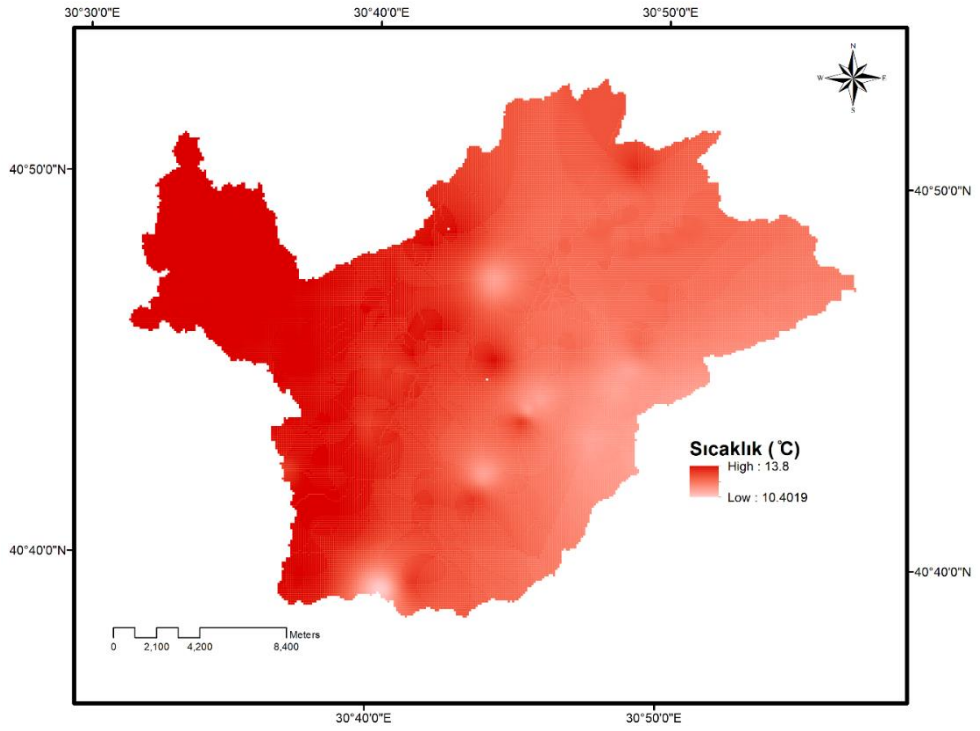 30°30'0"E 30°40'0"E 30°50'0"E
N
W E
S
40°50'0"N
40°50'0"N
Sıcaklık (°C)
High : 13.8
Low : 10.4019
40°40'0"N
40°40'0"N
Meters
0 2,100 4,200 8,400
30°40'0"E 30°50'0"E